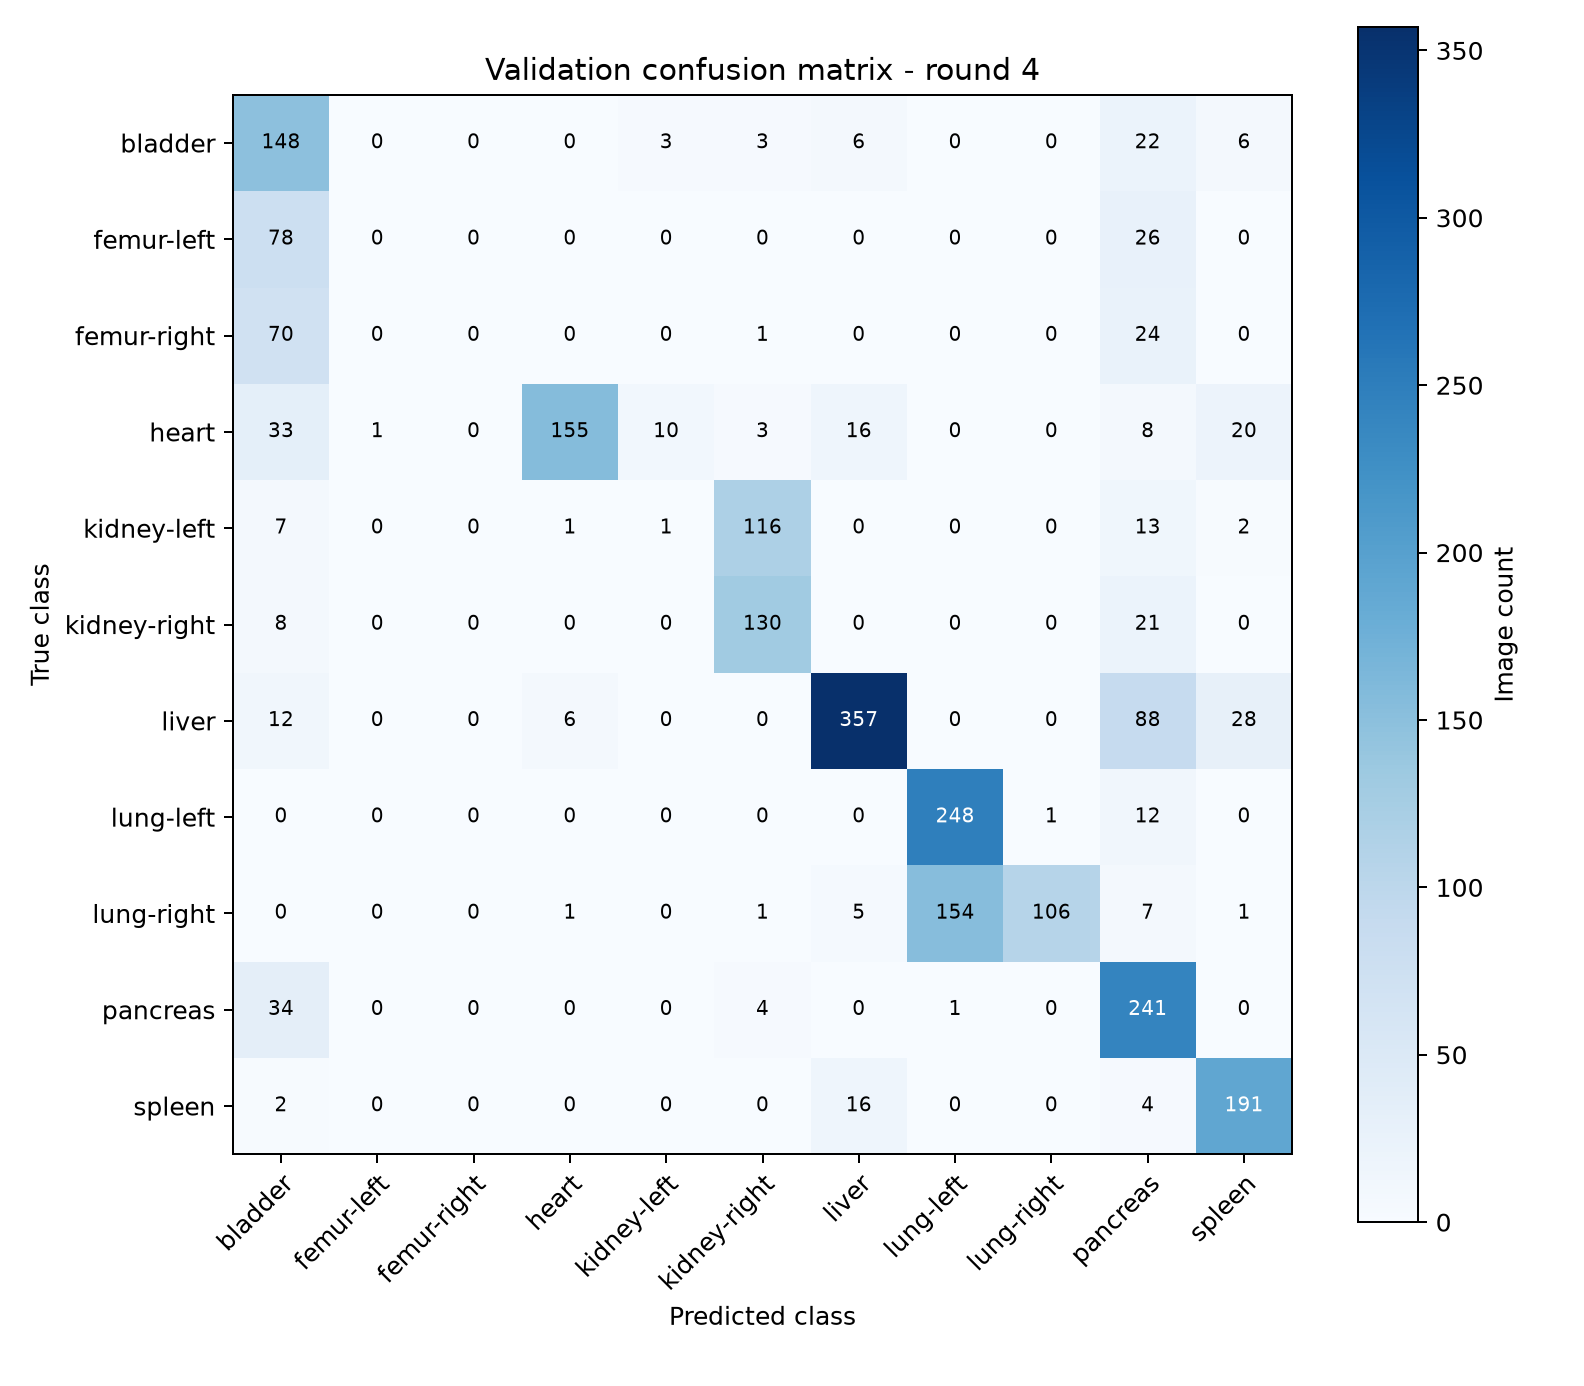 Validation confusion matrix - round 4
True class
bladder 148 0 0 0 3 3 6 0 0 22 6
femur-left 78 0 0 0 0 0 0 0 0 26 0
femur-right 70 0 0 0 0 1 0 0 0 24 0
heart 33 1 0 155 10 3 16 0 0 8 20
kidney-left 7 0 0 1 1 116 0 0 0 13 2
kidney-right 8 0 0 0 0 130 0 0 0 21 0
liver 12 0 0 6 0 0 357 0 0 88 28
lung-left 0 0 0 0 0 0 0 248 1 12 0
lung-right 0 0 0 1 0 1 5 154 106 7 1
pancreas 34 0 0 0 0 4 0 1 0 241 0
spleen 2 0 0 0 0 0 16 0 0 4 191
bladder femur-left femur-right heart kidney-left kidney-right liver lung-left lung-right pancreas spleen
Predicted class
350
300
250
200
150
100
50
0
Image count